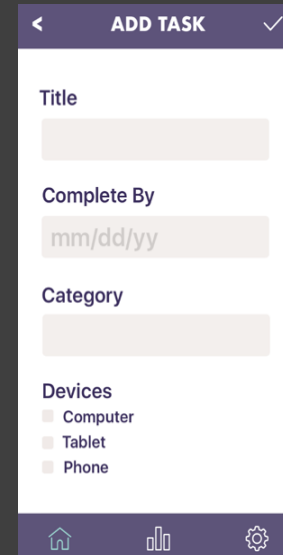 ADD TASK
Title
Complete By
mm/dd/yy
Category
Devices
Computer
Tablet
Phone